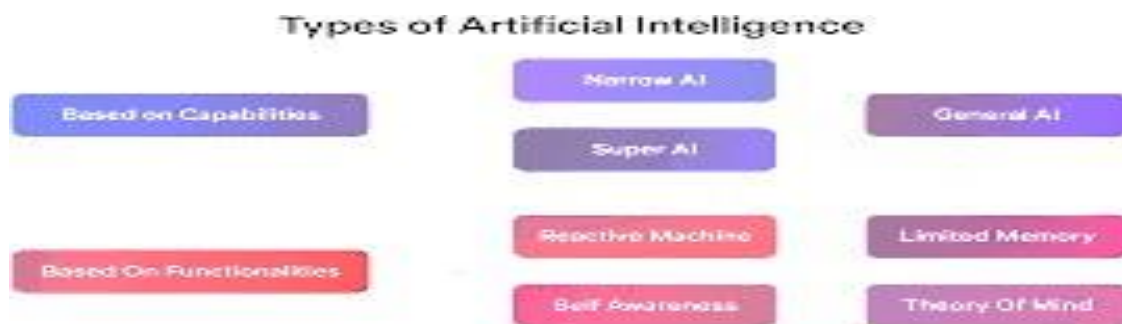 Types of Artificial Intelligence
Based on Capabilities
Narrow AI
Super AI
General AI
Based On Functionalities
Reactive Machine
Limited Memory
Self Awareness
Theory Of Mind